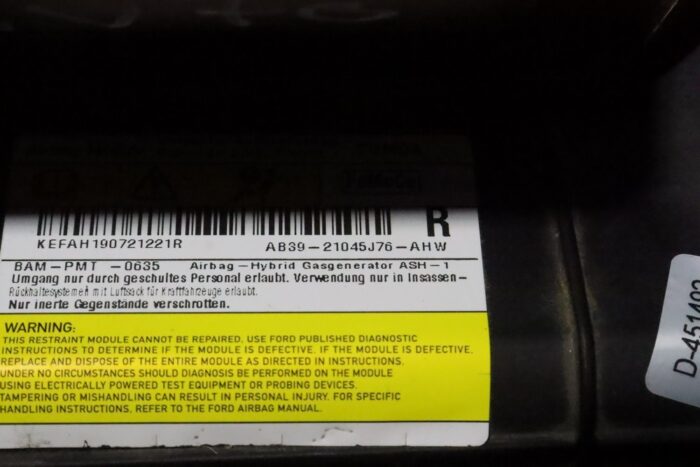 R
KEFAH190721221R AB39-21045J76-AHW
BAM-PMT -0635 Airbag-Hybrid Gasgenerator ASH-1
Umgang nur durch geschultes Personal erlaubt. Verwendung nur in Insassen-
Rückhaltesystemen mit Luftsack für Kraftfahrzeuge erlaubt.
Nur inerte Gegenstände verschrotten.
WARNING:
THIS RESTRAINT MODULE CANNOT BE REPAIRED. USE FORD PUBLISHED DIAGNOSTIC
INSTRUCTIONS TO DETERMINE IF THE MODULE IS DEFECTIVE. IF THE MODULE IS DEFECTIVE,
REPLACE AND DISPOSE OF THE ENTIRE MODULE AS INSTRUCTED.
UNDER NO CIRCUMSTANCES SHOULD DIAGNOSIS BE PERFORMED ON THE MODULE
USING ELECTRICALLY POWERED TEST EQUIPMENT OR PROBING DEVICES.
TAMPERING OR MISHANDLING CAN RESULT IN PERSONAL INJURY. FOR SPECIFIC
HANDLING INSTRUCTIONS, REFER TO THE FORD AIRBAG MANUAL.